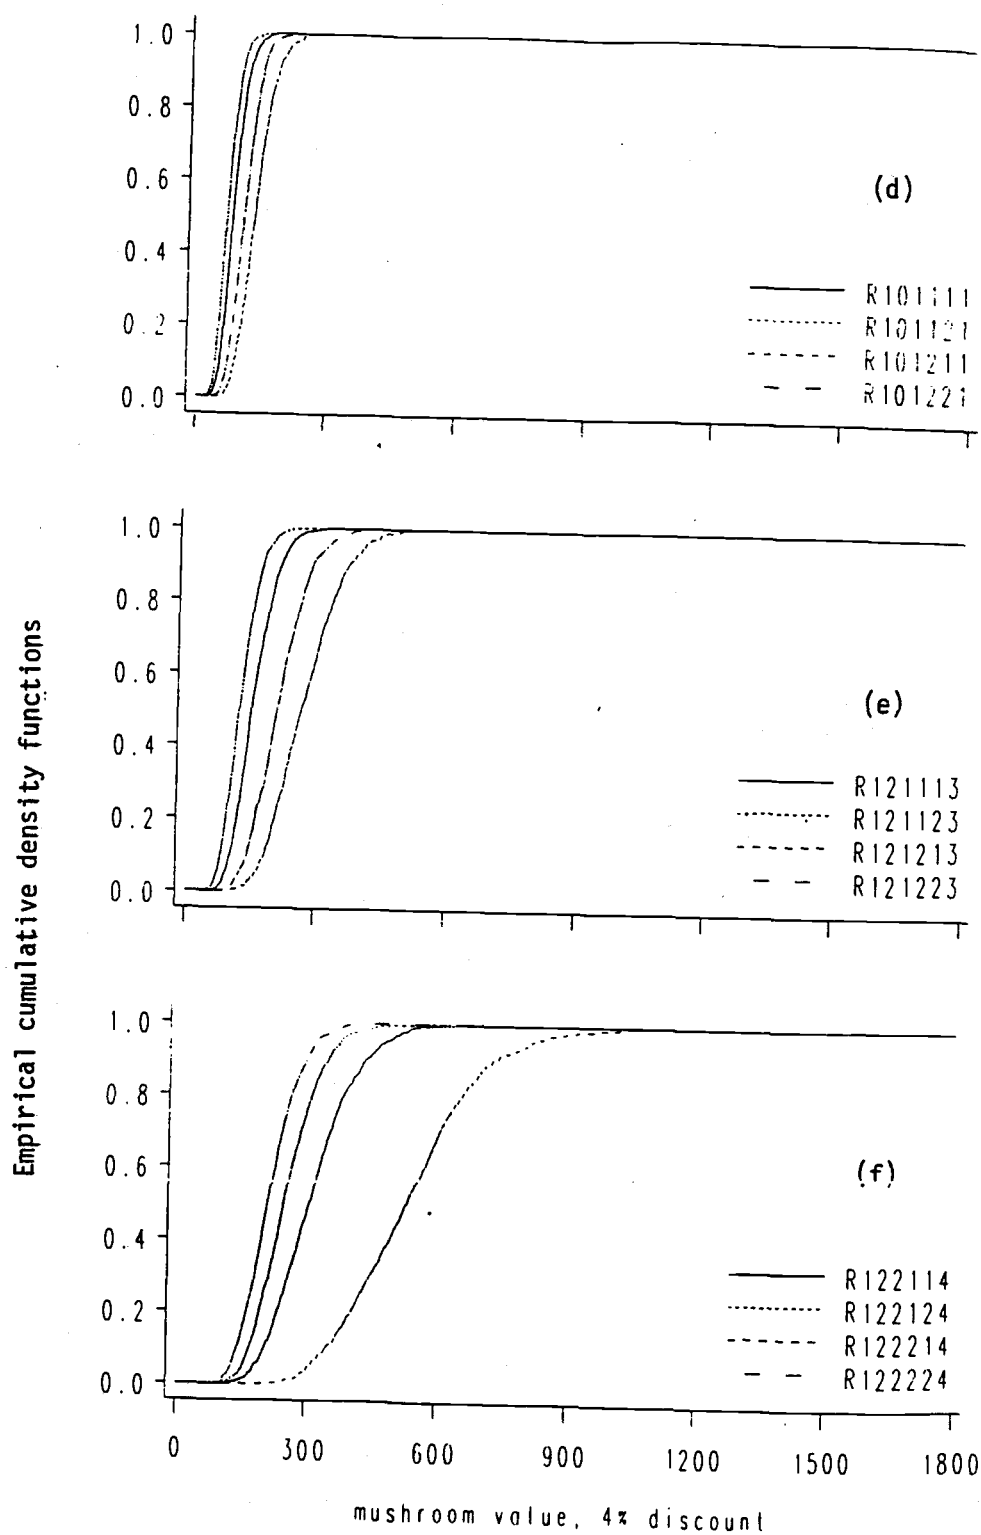 1.0
0.8
0.6
0.4
0.2
0.0
(d)
R101111
R101121
R101211
R101221
Empirical cumulative density functions
1.0
0.8
0.6
0.4
0.2
0.0
(e)
R121113
R121123
R121213
R121223
1.0
0.8
0.6
0.4
0.2
0.0
(f)
R122114
R122124
R122214
R122224
0 300 600 900 1200 1500 1800
mushroom value, 4% discount